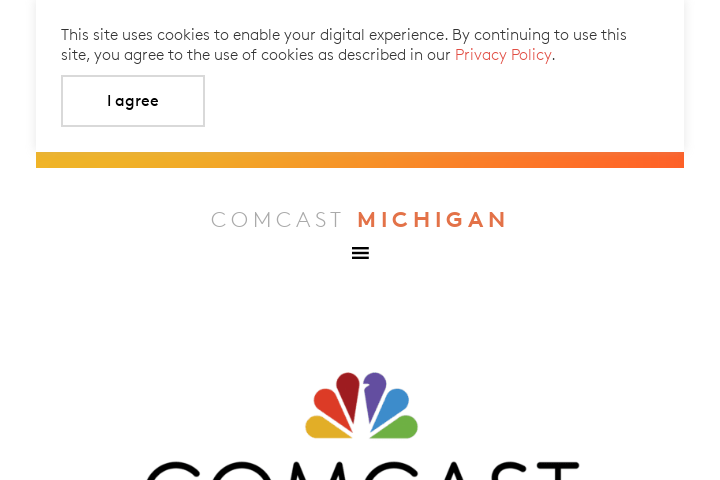 This site uses cookies to enable your digital experience. By continuing to use this
site, you agree to the use of cookies as described in our Privacy Policy.
I agree
COMCAST MICHIGAN
COMCAST